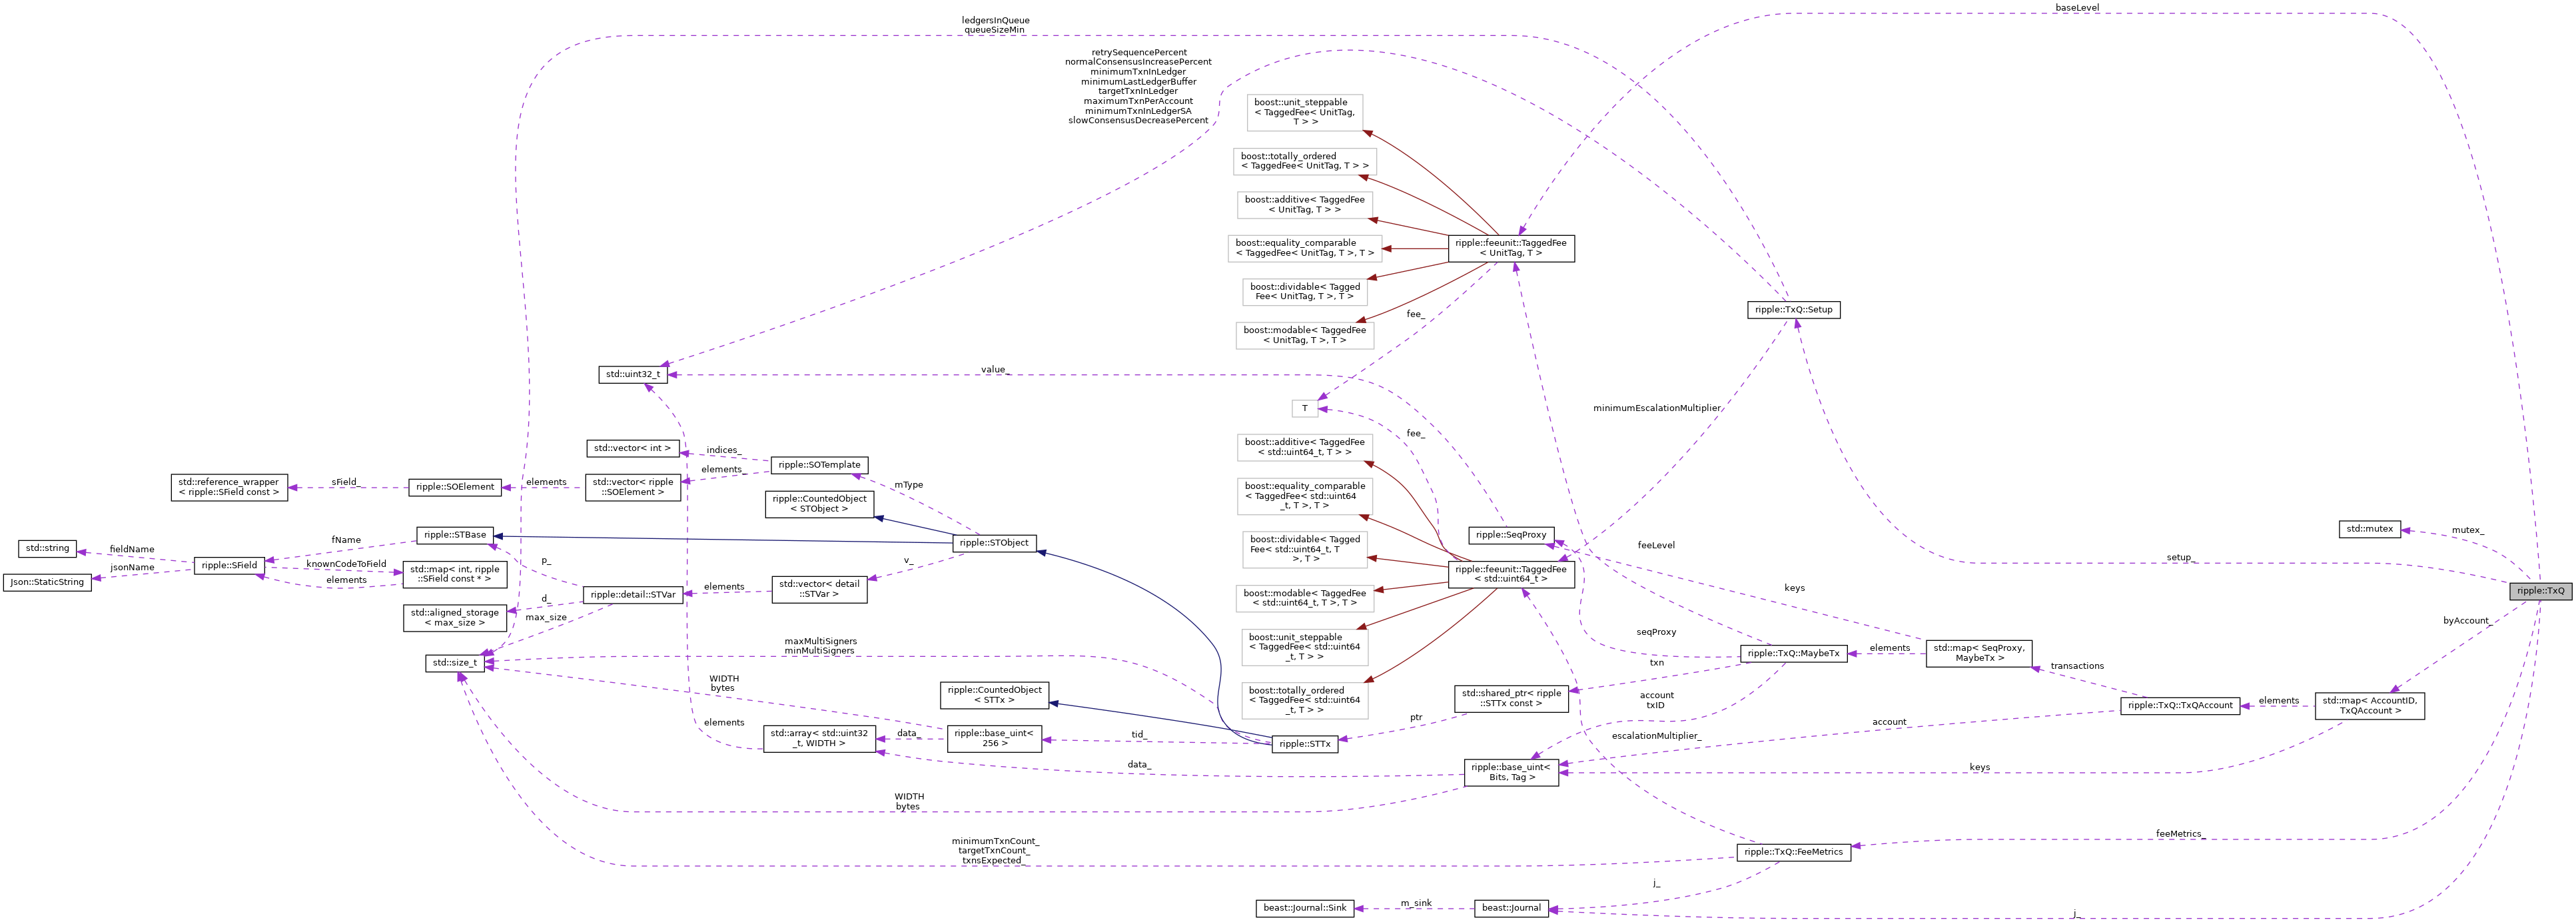 baseLevel
ledgersInQueue
queueSizeMin
retrySequencePercent
normalConsensusIncreasePercent
minimumTxnInLedger
minimumLastLedgerBuffer
targetTxnInLedger
maximumTxnPerAccount
minimumTxnInLedgerSA
slowConsensusDecreasePercent
boost::unit_steppable
< TaggedFee< UnitTag,
T > >
boost::totally_ordered
< TaggedFee< UnitTag, T > >
boost::additive< TaggedFee
< UnitTag, T > >
boost::equality_comparable
< TaggedFee< UnitTag, T >, T >
boost::dividable< Tagged
Fee< UnitTag, T >, T >
boost::modable< TaggedFee
< UnitTag, T >, T >
ripple::feeunit::TaggedFee
< UnitTag, T >
fee_
ripple::TxQ::Setup
std::uint32_t
value_
T
minimumEscalationMultiplier
fee_
boost::additive< TaggedFee
< std::uint64_t, T > >
boost::equality_comparable
< TaggedFee< std::uint64
_t, T >, T >
boost::dividable< Tagged
Fee< std::uint64_t, T
>, T >
boost::modable< TaggedFee
< std::uint64_t, T >, T >
boost::unit_steppable
< TaggedFee< std::uint64
_t, T > >
boost::totally_ordered
< TaggedFee< std::uint64
_t, T > >
ripple::SeqProxy
ripple::feeunit::TaggedFee
< std::uint64_t >
feeLevel
keys
seqProxy
std::vector< int >
indices_
ripple::SOTemplate
elements_
std::vector< ripple
::SOElement >
elements
ripple::SOElement
sField_
std::reference_wrapper
< ripple::SField const >
mType
ripple::CountedObject
< STObject >
ripple::STObject
ripple::STBase
fName
std::string
fieldName
ripple::SField
jsonName
Json::StaticString
knownCodeToField
elements
std::map< int, ripple
::SField const * >
p_
v_
std::vector< detail
::STVar >
elements
ripple::detail::STVar
d_
std::aligned_storage
< max_size >
max_size
std::size_t
maxMultiSigners
minMultiSigners
WIDTH
bytes
ripple::CountedObject
< STTx >
elements
std::array< std::uint32
_t, WIDTH >
data_
ripple::base_uint<
256 >
tid_
ripple::STTx
ptr
std::shared_ptr< ripple
::STTx const >
txn
ripple::TxQ::MaybeTx
elements
std::map< SeqProxy,
MaybeTx >
transactions
ripple::TxQ::TxQAccount
elements
std::map< AccountID,
TxQAccount >
byAccount_
std::mutex
mutex_
setup_
ripple::TxQ
account
txID
account
escalationMultiplier_
data_
ripple::base_uint<
Bits, Tag >
keys
WIDTH
bytes
feeMetrics_
minimumTxnCount_
targetTxnCount_
txnsExpected_
ripple::TxQ::FeeMetrics
j_
beast::Journal::Sink
m_sink
beast::Journal
j_